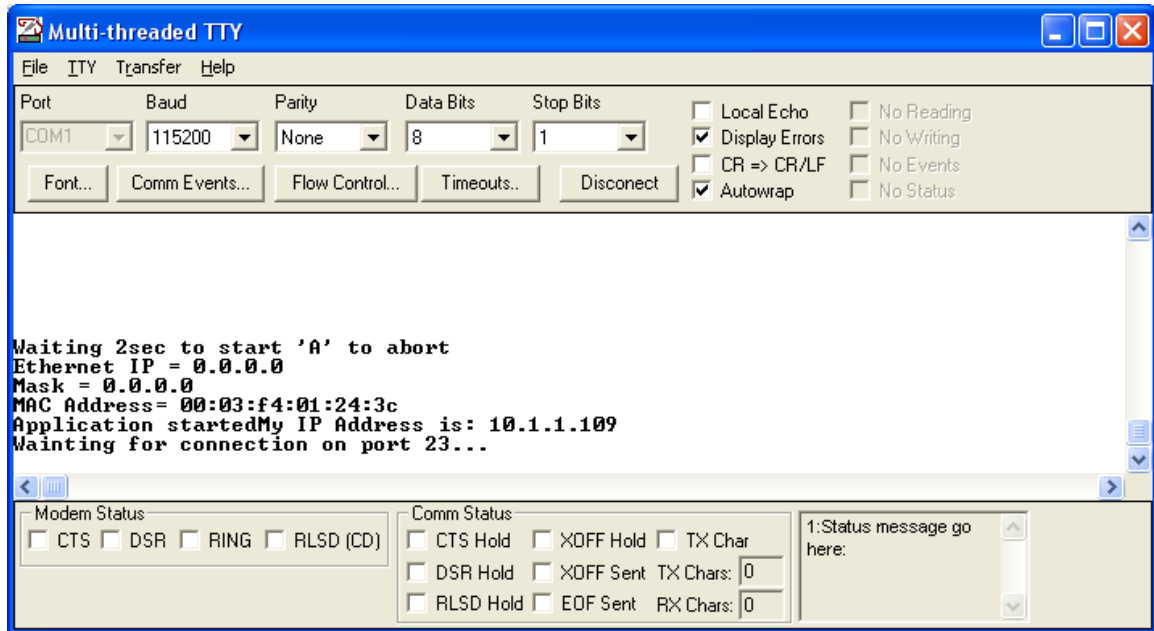 Multi-threaded TTY
File TTY Transfer Help
Port Baud Parity Data Bits Stop Bits
COM1 115200 None 8 1
Font... Comm Events... Flow Control... Timeouts.. Disconect
Local Echo No Reading
Display Errors No Writing
CR => CR/LF No Events
Autowrap No Status
Waiting 2sec to start 'A' to abort
Ethernet IP = 0.0.0.0
Mask = 0.0.0.0
MAC Address= 00:03:f4:01:24:3c
Application startedMy IP Address is: 10.1.1.109
Wainting for connection on port 23...
Modem Status
CTS DSR RING RLSD (CD)
Comm Status
CTS Hold XOFF Hold TX Char
DSR Hold XOFF Sent TX Chars: 0
RLSD Hold EOF Sent RX Chars: 0
1:Status message go
here: